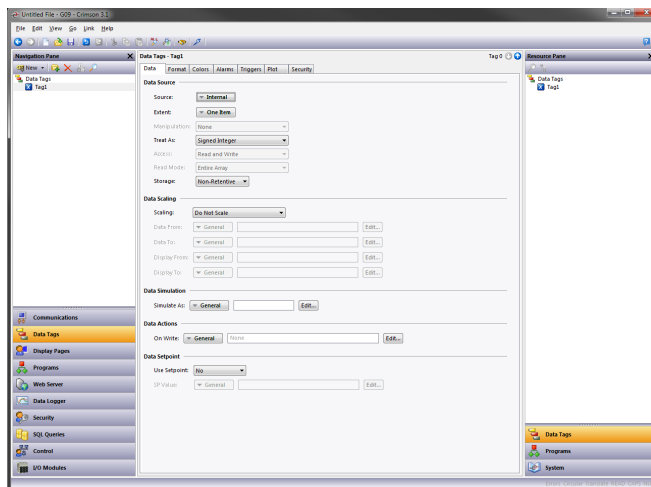 Untitled File - G09 - Crimson 3.1
File Edit View Go Link Help
Navigation Pane
New
Data Tags
Tag1
Communications
Data Tags
Display Pages
Programs
Web Server
Data Logger
Security
SQL Queries
Control
I/O Modules
Data Tags - Tag1
Tag 0
Data Format Colors Alarms Triggers Plot Security
Data Source
Source: Internal
Extent: One Item
Manipulation: None
Treat As: Signed Integer
Access: Read and Write
Read Mode: Entire Array
Storage: Non-Retentive
Data Scaling
Scaling: Do Not Scale
Data From: General Edit...
Data To: General Edit...
Display From: General Edit...
Display To: General Edit...
Data Simulation
Simulate As: General Edit...
Data Actions
On Write: General None Edit...
Data Setpoint
Use Setpoint: No
SP Value: General Edit...
Resource Pane
Data Tags
Tag1
Data Tags
Programs
System